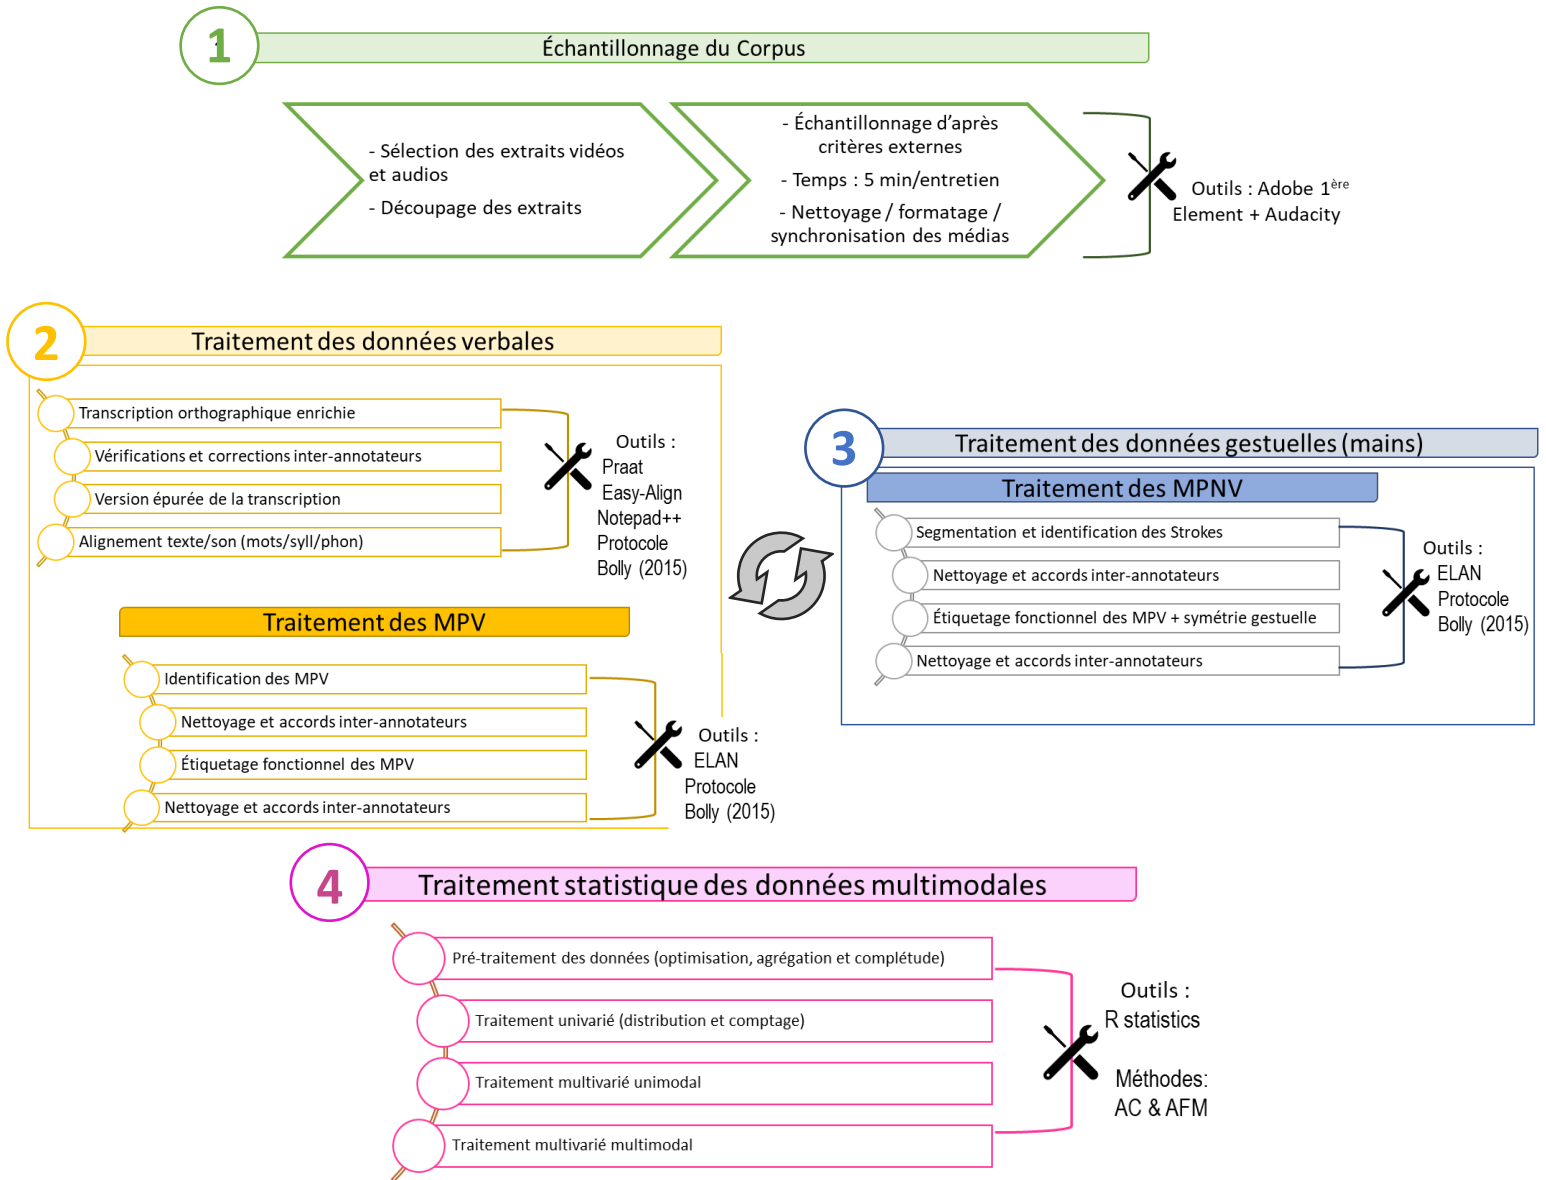 1
Échantillonnage du Corpus
- Sélection des extraits vidéos
et audios
- Découpage des extraits
- Échantillonnage d'après
critères externes
- Temps : 5 min/entretien
- Nettoyage / formatage /
synchronisation des médias
Outils : Adobe 1ère
Element + Audacity
2
Traitement des données verbales
Transcription orthographique enrichie
Vérifications et corrections inter-annotateurs
Version épurée de la transcription
Alignement texte/son (mots/syll/phon)
Outils :
Praat
Easy-Align
Notepad++
Protocole
Bolly (2015)
Traitement des MPV
Identification des MPV
Nettoyage et accords inter-annotateurs
Étiquetage fonctionnel des MPV
Nettoyage et accords inter-annotateurs
Outils :
ELAN
Protocole
Bolly (2015)
3
Traitement des données gestuelles (mains)
Traitement des MPNV
Segmentation et identification des Strokes
Nettoyage et accords inter-annotateurs
Étiquetage fonctionnel des MPV + symétrie gestuelle
Nettoyage et accords inter-annotateurs
Outils :
ELAN
Protocole
Bolly (2015)
4
Traitement statistique des données multimodales
Pré-traitement des données (optimisation, agrégation et complétude)
Traitement univarié (distribution et comptage)
Traitement multivarié unimodal
Traitement multivarié multimodal
Outils :
R statistics
Méthodes:
AC & AFM